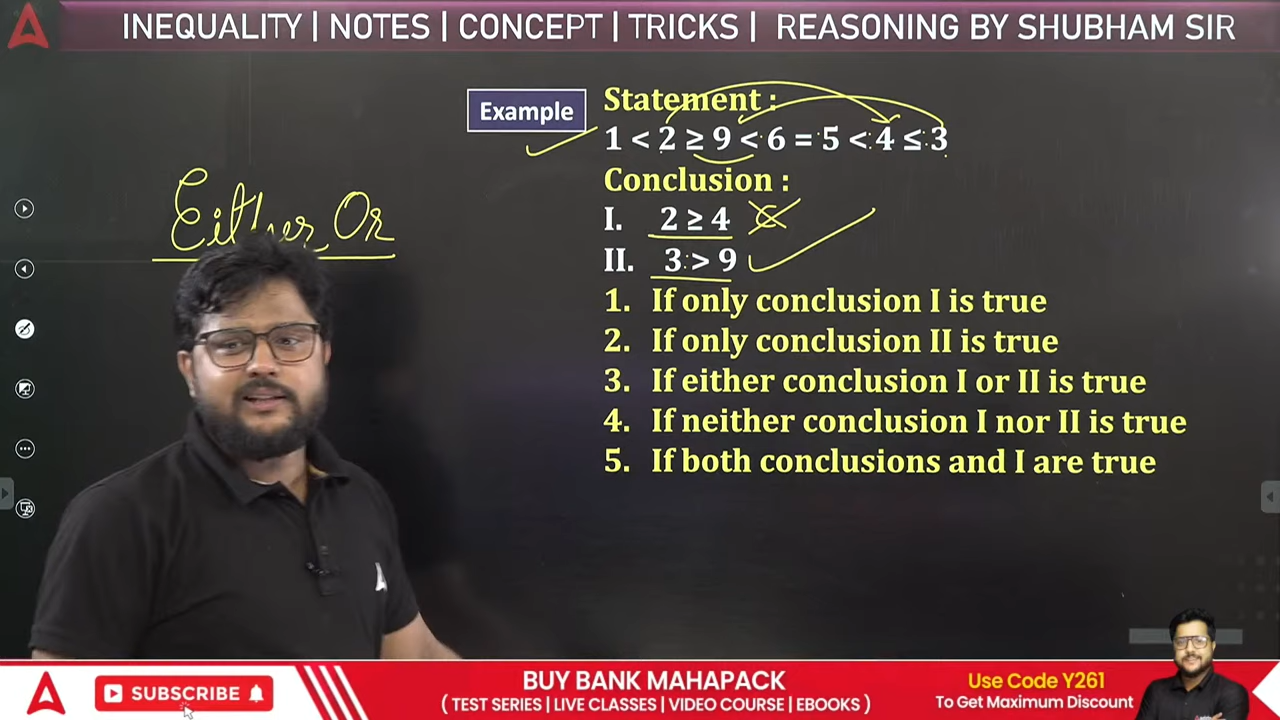 INEQUALITY | NOTES | CONCEPT | TRICKS | REASONING BY SHUBHAM SIR
Example
Statement :
1 < 2 ≥ 9 < 6 = 5 < 4 ≤ 3
Conclusion :
I. 2 ≥ 4
II. 3 > 9
Either Or
1. If only conclusion I is true
2. If only conclusion II is true
3. If either conclusion I or II is true
4. If neither conclusion I nor II is true
5. If both conclusions and I are true
SUBSCRIBE
BUY BANK MAHAPACK
( TEST SERIES | LIVE CLASSES | VIDEO COURSE | EBOOKS )
Use Code Y261
To Get Maximum Discount